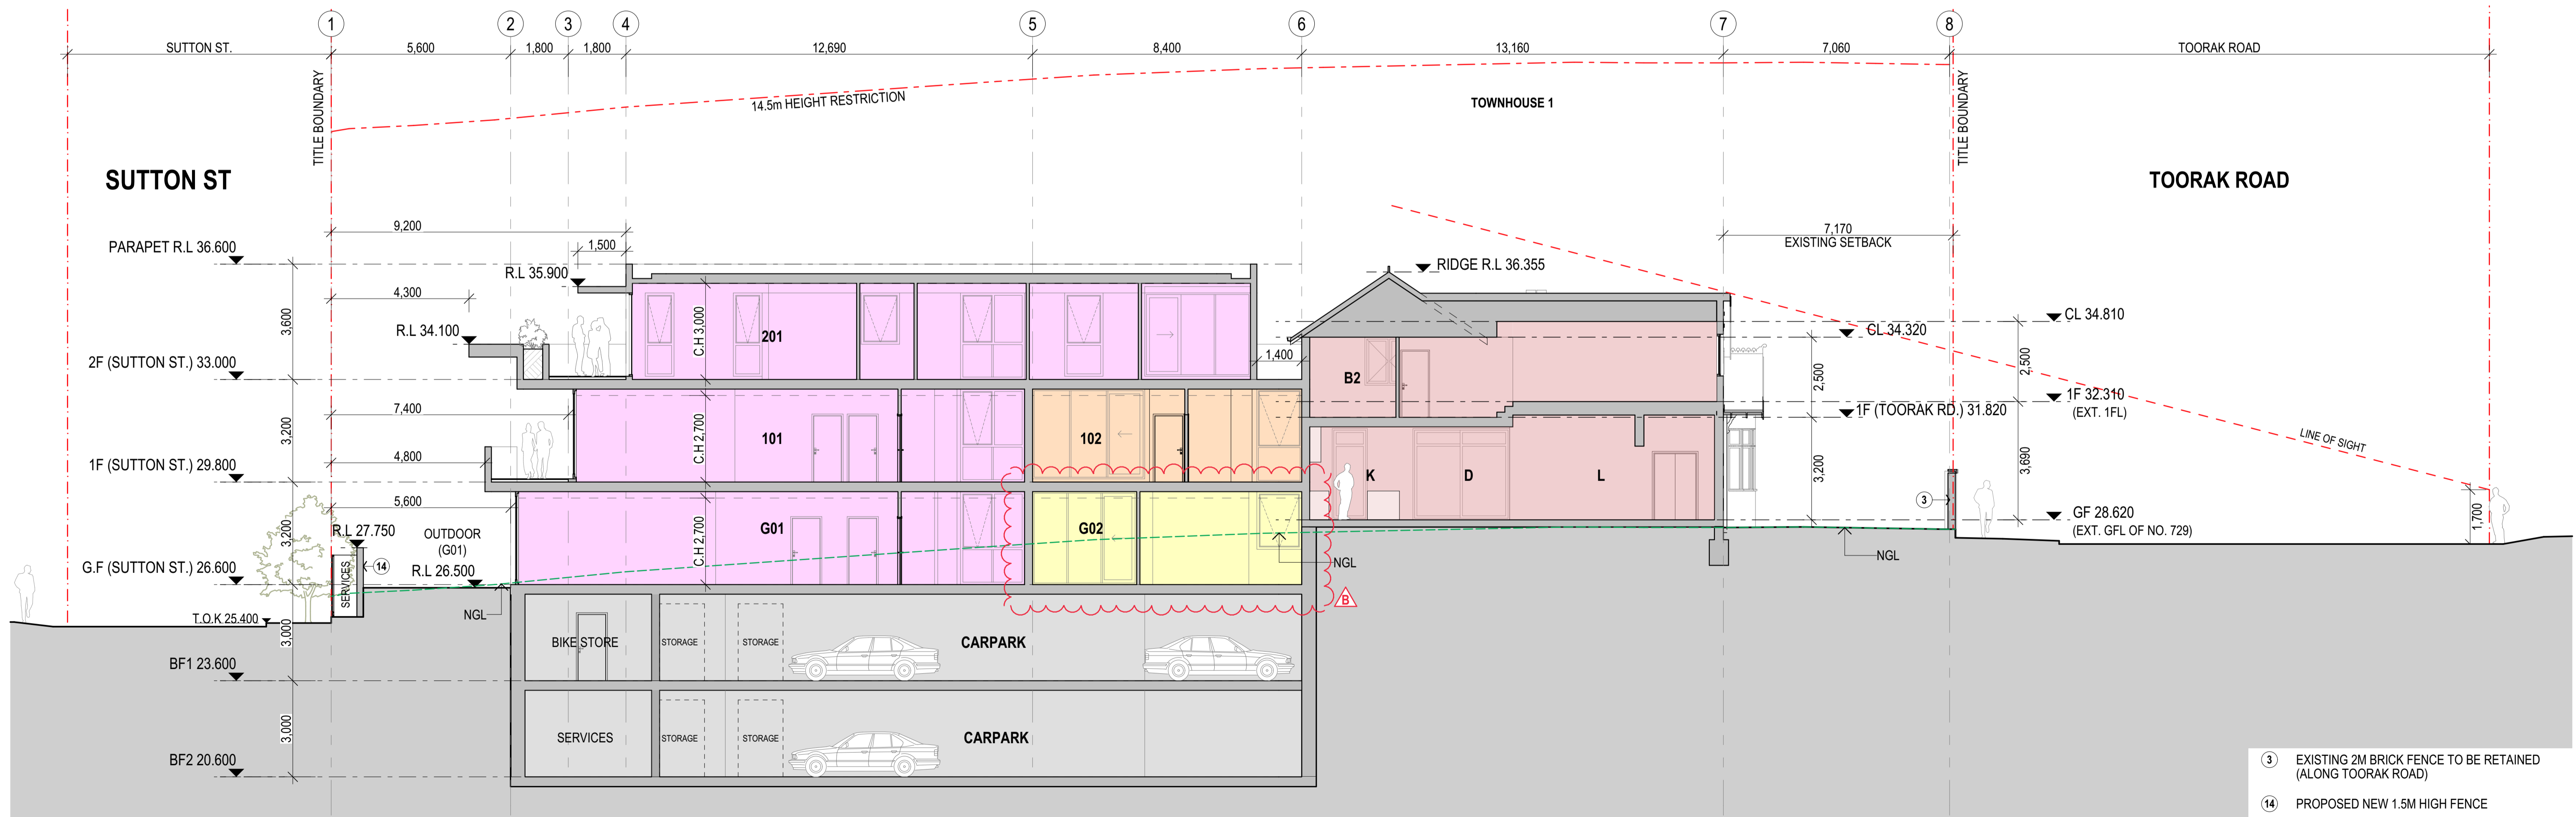 1 2 3 4 5 6 7 8
SUTTON ST. 5,600 1,800 1,800 12,690 8,400 13,160 7,060 TOORAK ROAD
TITLE BOUNDARY
14.5m HEIGHT RESTRICTION
TOWNHOUSE 1
TITLE BOUNDARY
SUTTON ST
TOORAK ROAD
9,200
7,170
EXISTING SETBACK
PARAPET R.L 36.600
1,500
R.L 35.900
RIDGE R.L 36.355
4,300
3,600
R.L 34.100
C.H 3,000
201
1,400
CL 34.320
CL 34.810
2F (SUTTON ST.) 33.000
B2
2,500
2,500
1F 32.310
(EXT. 1FL)
1F (TOORAK RD.) 31.820
7,400
3,200
101
C.H 2,700
102
LINE OF SIGHT
4,800
1F (SUTTON ST.) 29.800
K
D
L
3,200
3,690
3
5,600
1,700
GF 28.620
(EXT. GFL OF NO. 729)
R.L 27.750
OUTDOOR
(G01)
3,200
G01
C.H 2,700
G02
NGL
NGL
14
SERVICES
G.F (SUTTON ST.) 26.600
R.L 26.500
B
NGL
T.O.K 25.400
3,000
BIKE STORE
STORAGE
STORAGE
CARPARK
BF1 23.600
3,000
SERVICES
STORAGE
STORAGE
CARPARK
BF2 20.600
3 EXISTING 2M BRICK FENCE TO BE RETAINED
(ALONG TOORAK ROAD)
14 PROPOSED NEW 1.5M HIGH FENCE